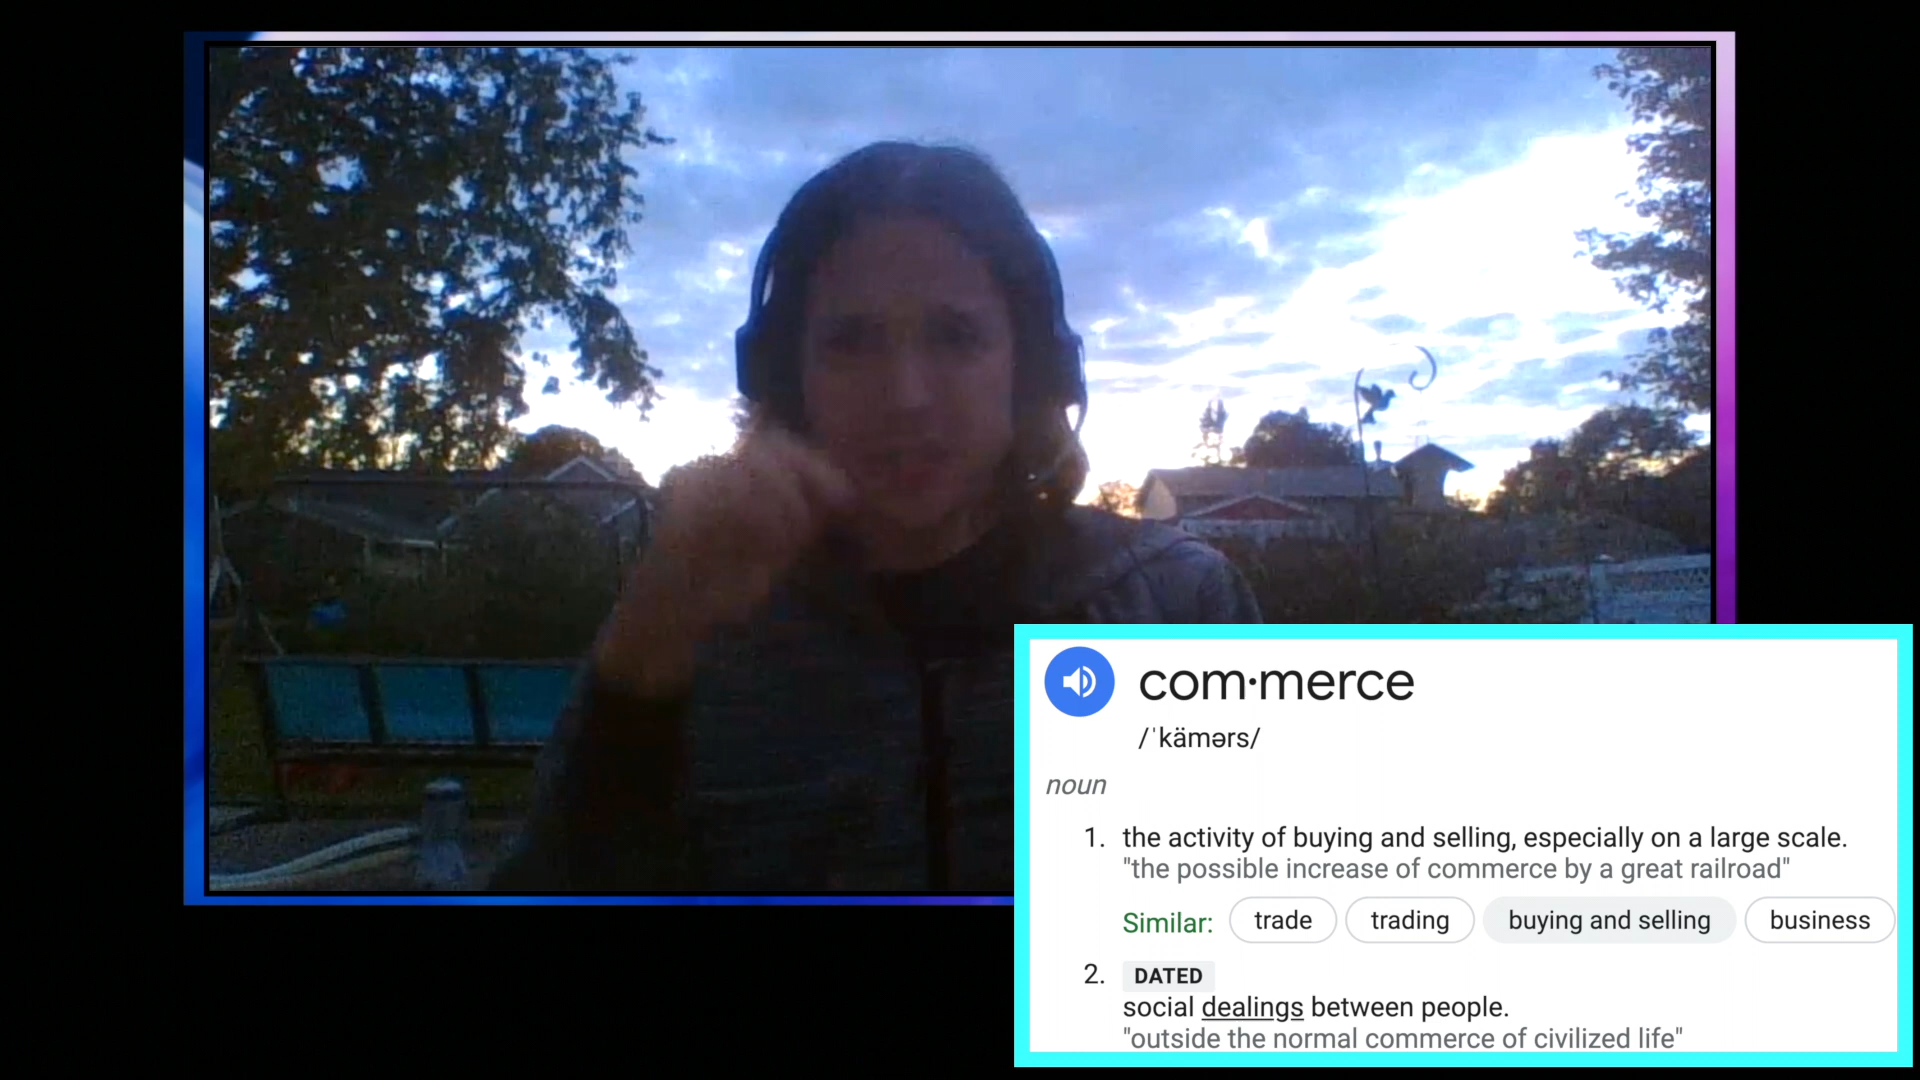 com·merce
/ˈkämərs/
noun
1. the activity of buying and selling, especially on a large scale.
"the possible increase of commerce by a great railroad"
Similar: trade trading buying and selling business
2. DATED
social dealings between people.
"outside the normal commerce of civilized life"